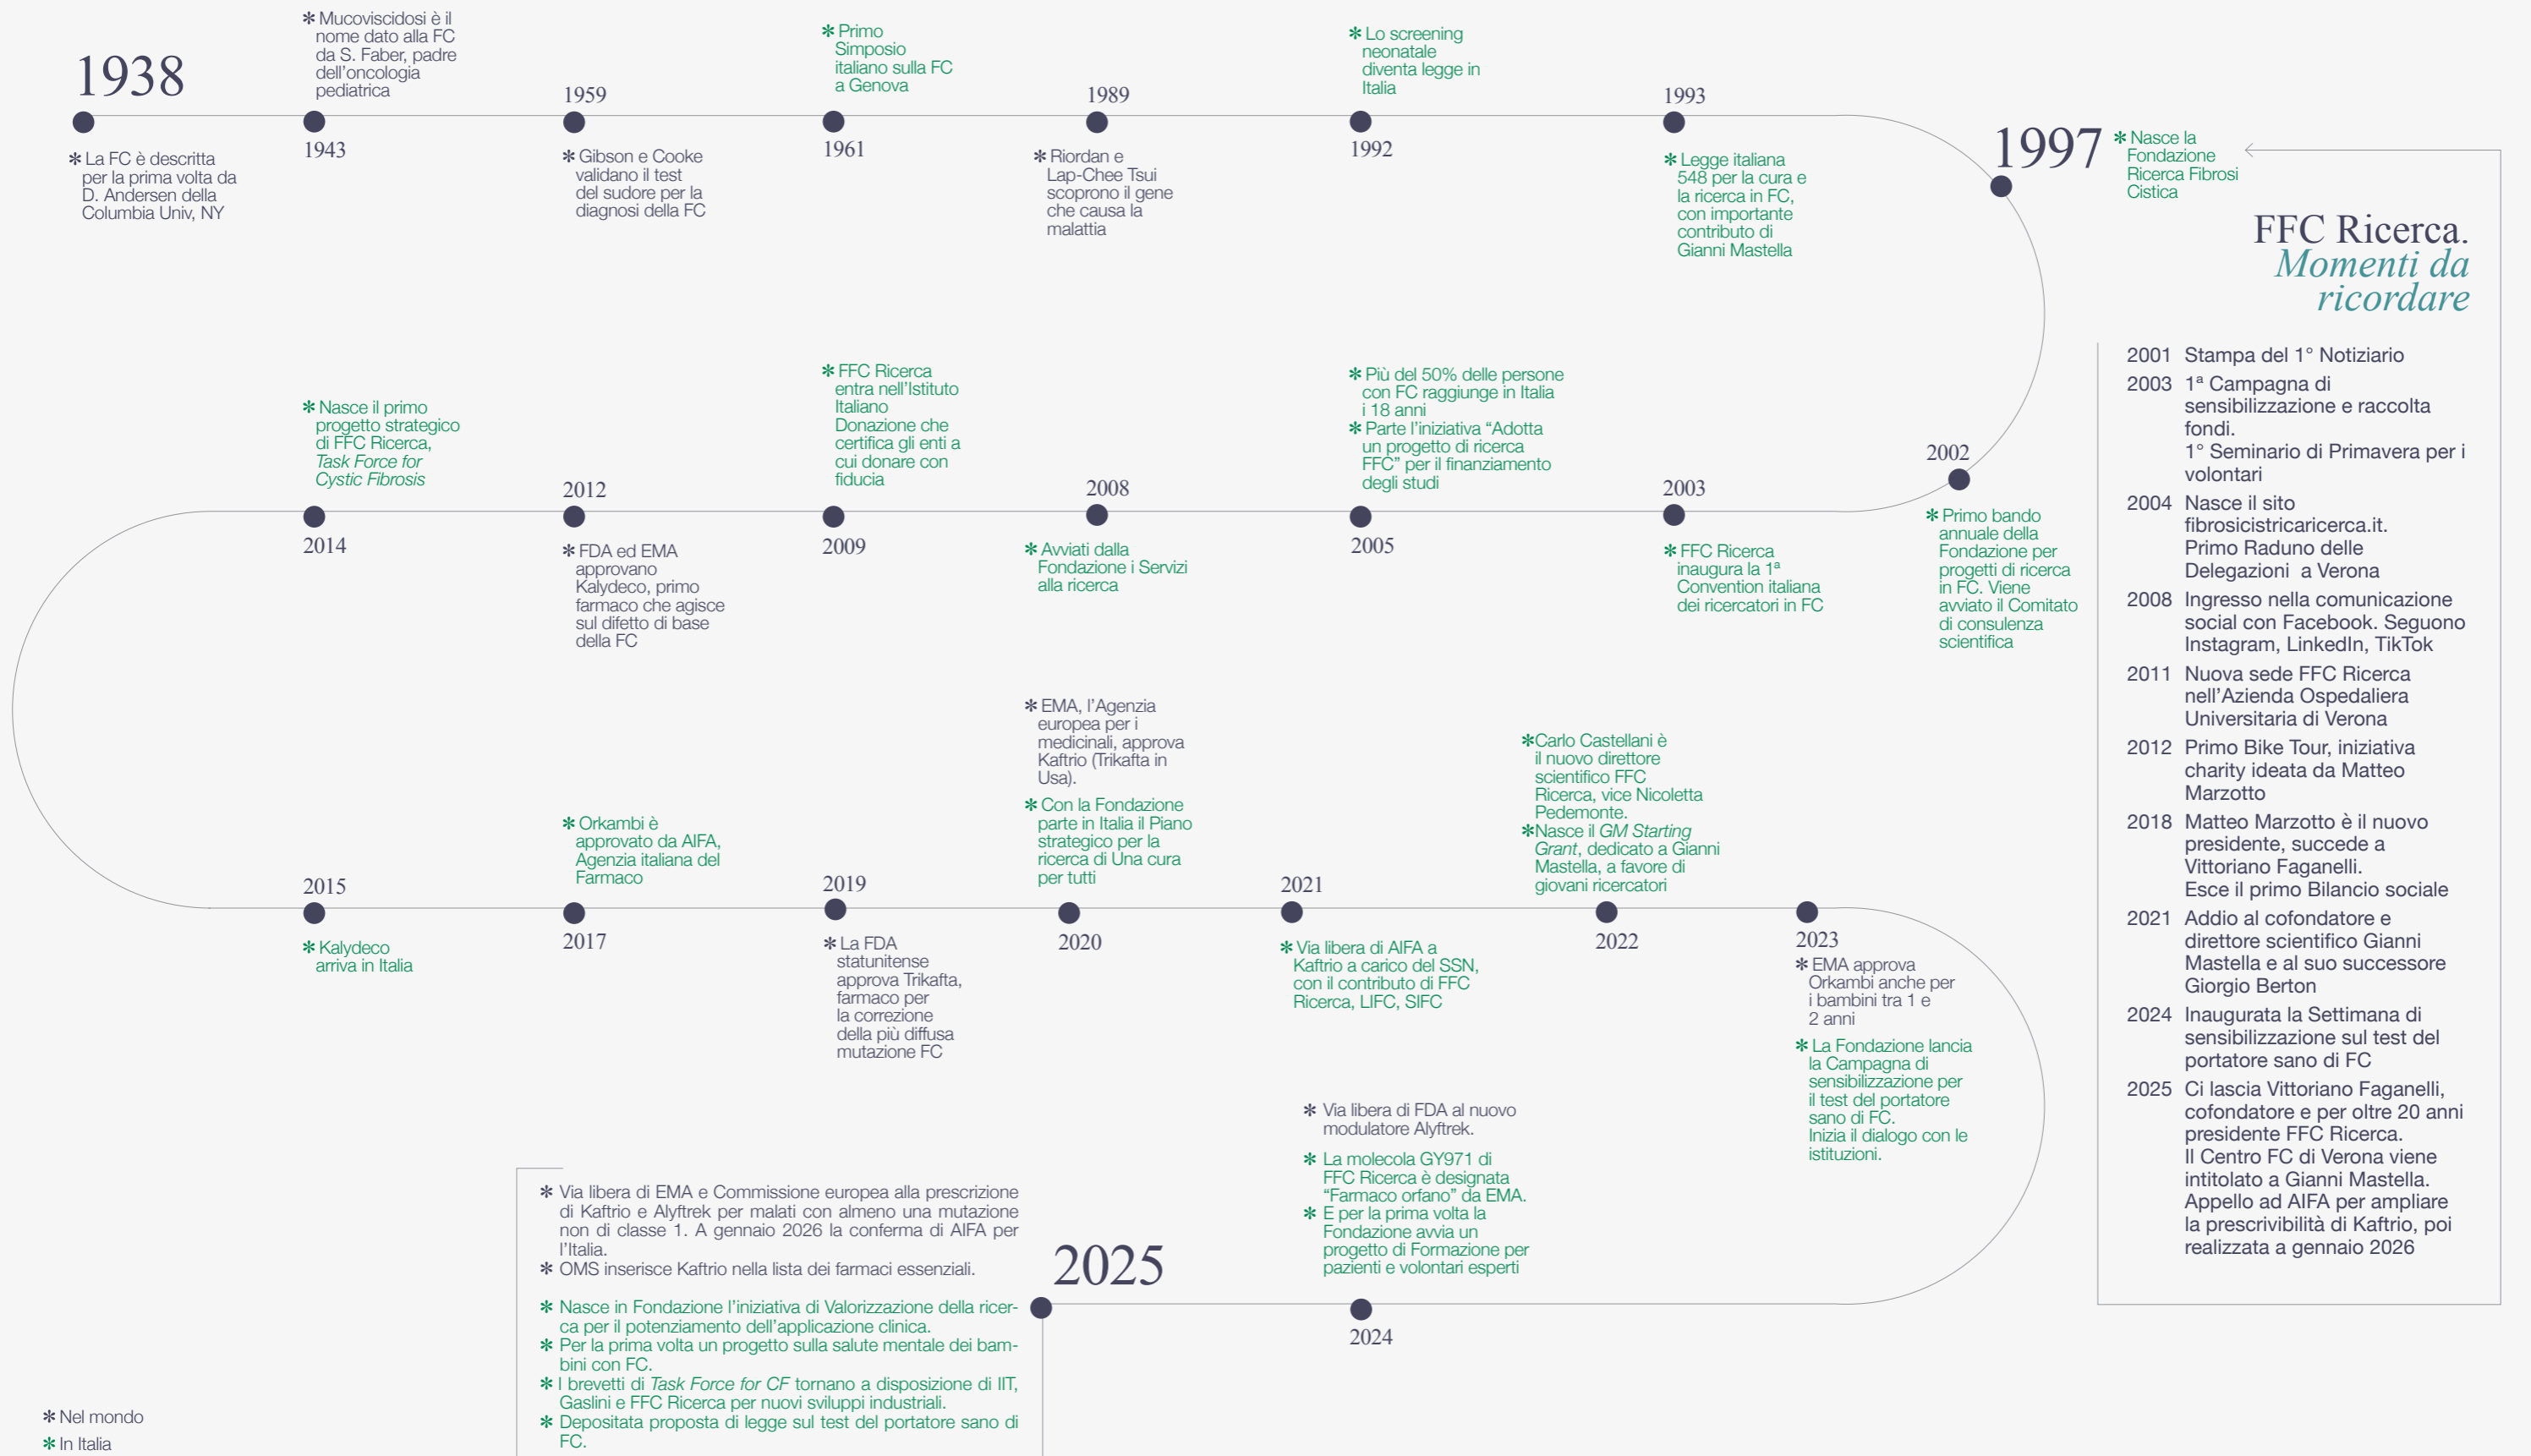 1938
* La FC è descritta
per la prima volta da
D. Andersen della
Columbia Univ, NY
* Mucoviscidosi è il
nome dato alla FC
da S. Faber, padre
dell'oncologia
pediatrica
1943
1959
* Gibson e Cooke
validano il test
del sudore per la
diagnosi della FC
* Primo
Simposio
italiano sulla FC
a Genova
1961
1989
* Riordan e
Lap-Chee Tsui
scoprono il gene
che causa la
malattia
* Lo screening
neonatale
diventa legge in
Italia
1992
1993
* Legge italiana
548 per la cura e
la ricerca in FC,
con importante
contributo di
Gianni Mastella
1997
* Nasce la
Fondazione
Ricerca Fibrosi
Cistica
2002
* Primo bando
annuale della
Fondazione per
progetti di ricerca
in FC. Viene
avviato il Comitato
di consulenza
scientifica
2003
* FFC Ricerca
inaugura la 1ª
Convention italiana
dei ricercatori in FC
* Più del 50% delle persone
con FC raggiunge in Italia
i 18 anni
* Parte l'iniziativa “Adotta
un progetto di ricerca
FFC” per il finanziamento
degli studi
2005
2008
* Avviati dalla
Fondazione i Servizi
alla ricerca
* FFC Ricerca
entra nell'Istituto
Italiano
Donazione che
certifica gli enti a
cui donare con
fiducia
2009
2012
* FDA ed EMA
approvano
Kalydeco, primo
farmaco che agisce
sul difetto di base
della FC
* Nasce il primo
progetto strategico
di FFC Ricerca,
Task Force for
Cystic Fibrosis
2014
2015
* Kalydeco
arriva in Italia
* Orkambi è
approvato da AIFA,
Agenzia italiana del
Farmaco
2017
2019
* La FDA
statunitense
approva Trikafta,
farmaco per
la correzione
della più diffusa
mutazione FC
* EMA, l'Agenzia
europea per i
medicinali, approva
Kaftrio (Trikafta in
Usa).
* Con la Fondazione
parte in Italia il Piano
strategico per la
ricerca di Una cura
per tutti
2020
2021
* Via libera di AIFA a
Kaftrio a carico del SSN,
con il contributo di FFC
Ricerca, LIFC, SIFC
*Carlo Castellani è
il nuovo direttore
scientifico FFC
Ricerca, vice Nicoletta
Pedemonte.
*Nasce il GM Starting
Grant, dedicato a Gianni
Mastella, a favore di
giovani ricercatori
2022
2023
* EMA approva
Orkambi anche per
i bambini tra 1 e
2 anni
* La Fondazione lancia
la Campagna di
sensibilizzazione per
il test del portatore
sano di FC.
Inizia il dialogo con le
istituzioni.
* Via libera di FDA al nuovo
modulatore Alyftrek.
* La molecola GY971 di
FFC Ricerca è designata
“Farmaco orfano” da EMA.
* E per la prima volta la
Fondazione avvia un
progetto di Formazione per
pazienti e volontari esperti
2024
2025
* Via libera di EMA e Commissione europea alla prescrizione
di Kaftrio e Alyftrek per malati con almeno una mutazione
non di classe 1. A gennaio 2026 la conferma di AIFA per
l'Italia.
* OMS inserisce Kaftrio nella lista dei farmaci essenziali.
* Nasce in Fondazione l'iniziativa di Valorizzazione della ricer-
ca per il potenziamento dell'applicazione clinica.
* Per la prima volta un progetto sulla salute mentale dei bam-
bini con FC.
* I brevetti di Task Force for CF tornano a disposizione di IIT,
Gaslini e FFC Ricerca per nuovi sviluppi industriali.
* Depositata proposta di legge sul test del portatore sano di
FC.
* Nel mondo
* In Italia
FFC Ricerca.
Momenti da
ricordare
2001 Stampa del 1° Notiziario
2003 1ª Campagna di
sensibilizzazione e raccolta
fondi.
1° Seminario di Primavera per i
volontari
2004 Nasce il sito
fibrosicistricaricerca.it.
Primo Raduno delle
Delegazioni a Verona
2008 Ingresso nella comunicazione
social con Facebook. Seguono
Instagram, LinkedIn, TikTok
2011 Nuova sede FFC Ricerca
nell'Azienda Ospedaliera
Universitaria di Verona
2012 Primo Bike Tour, iniziativa
charity ideata da Matteo
Marzotto
2018 Matteo Marzotto è il nuovo
presidente, succede a
Vittoriano Faganelli.
Esce il primo Bilancio sociale
2021 Addio al cofondatore e
direttore scientifico Gianni
Mastella e al suo successore
Giorgio Berton
2024 Inaugurata la Settimana di
sensibilizzazione sul test del
portatore sano di FC
2025 Ci lascia Vittoriano Faganelli,
cofondatore e per oltre 20 anni
presidente FFC Ricerca.
Il Centro FC di Verona viene
intitolato a Gianni Mastella.
Appello ad AIFA per ampliare
la prescrivibilità di Kaftrio, poi
realizzata a gennaio 2026